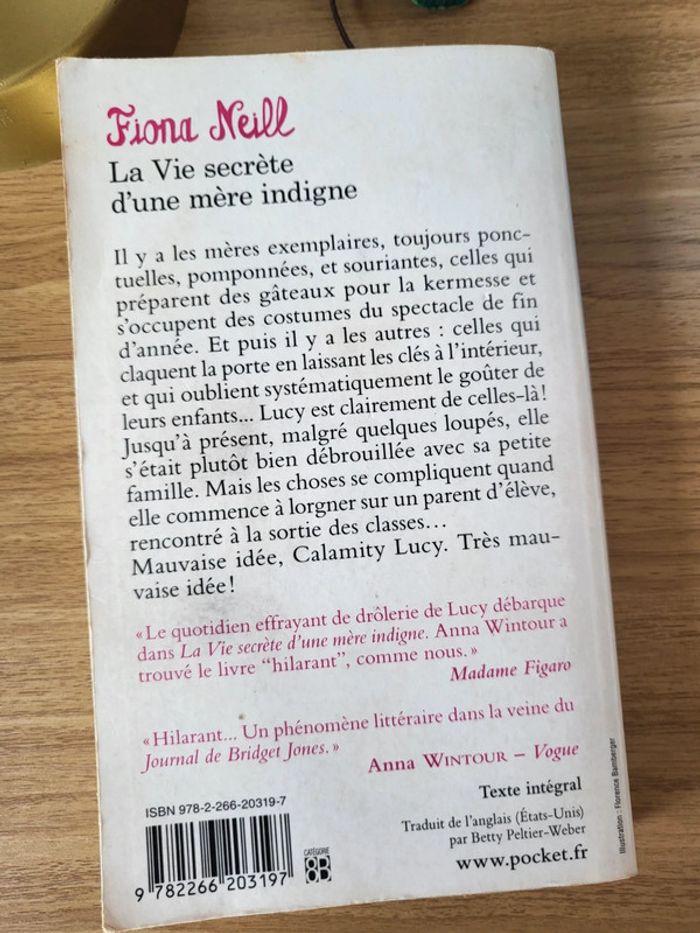 Fiona Neill
La Vie secrète
d'une mère indigne
Il y a les mères exemplaires, toujours ponc-
tuelles, pomponnées, et souriantes, celles qui
préparent des gâteaux pour la kermesse et
s'occupent des costumes du spectacle de fin
d'année. Et puis il y a les autres : celles qui
claquent la porte en laissant les clés à l'intérieur,
et qui oublient systématiquement le goûter de
leurs enfants... Lucy est clairement de celles-là !
Jusqu'à présent, malgré quelques loupés, elle
s'était plutôt bien débrouillée avec sa petite
famille. Mais les choses se compliquent quand
elle commence à lorgner sur un parent d'élève,
rencontré à la sortie des classes...
Mauvaise idée, Calamity Lucy. Très mau-
vaise idée !
« Le quotidien effrayant de drôlerie de Lucy débarque
dans La Vie secrète d'une mère indigne. Anna Wintour a
trouvé le livre "hilarant", comme nous. »
Madame Figaro
« Hilarant... Un phénomène littéraire dans la veine du
Journal de Bridget Jones. »
Anna WINTOUR – Vogue
Texte intégral
Traduit de l'anglais (États-Unis)
par Betty Peltier-Weber
www.pocket.fr
ISBN 978-2-266-20319-7
9 782266 203197
CATÉGORIE
Illustration : Florence Bamberger